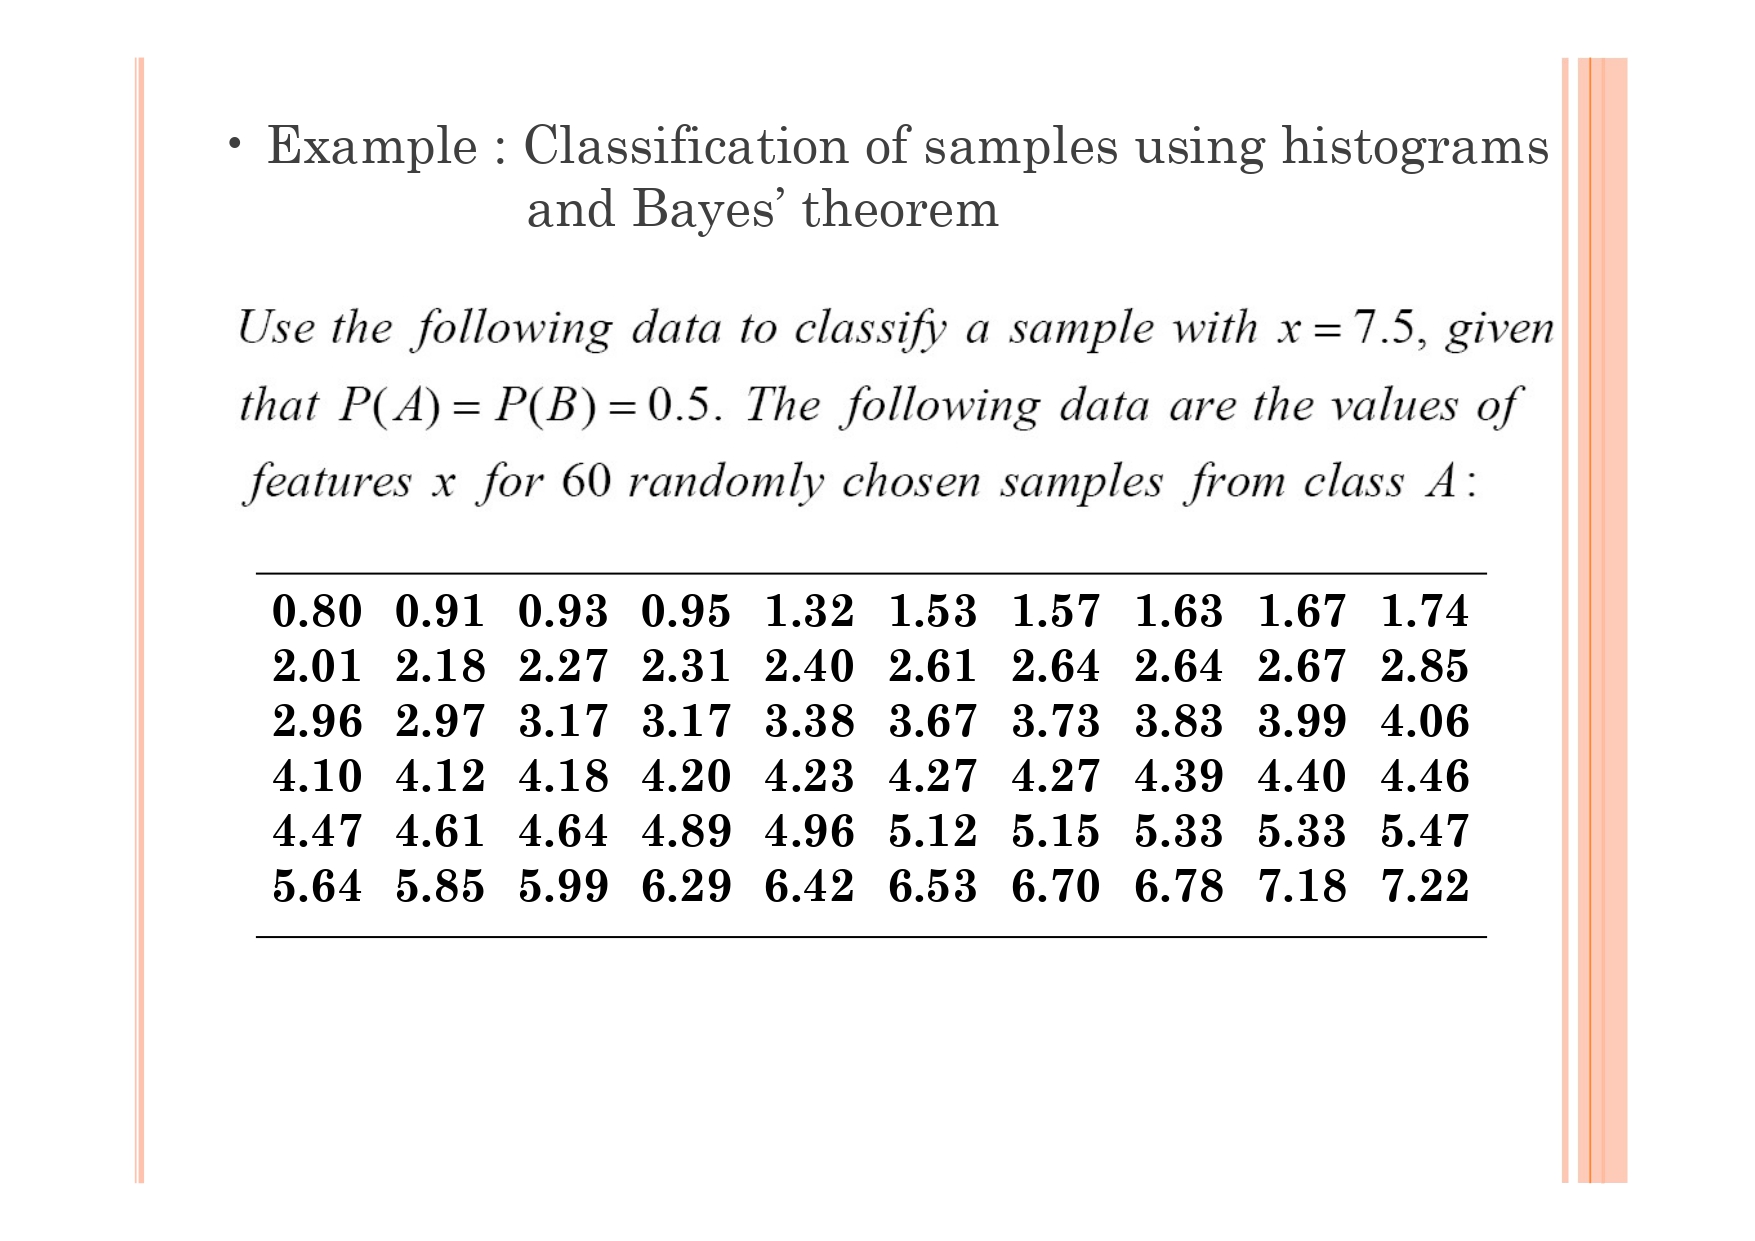 • Example : Classification of samples using histograms
and Bayes’ theorem
Use the following data to classify a sample with x = 7.5, given
that P(A) = P(B) = 0.5. The following data are the values of
features x for 60 randomly chosen samples from class A :
0.80 0.91 0.93 0.95 1.32 1.53 1.57 1.63 1.67 1.74
2.01 2.18 2.27 2.31 2.40 2.61 2.64 2.64 2.67 2.85
2.96 2.97 3.17 3.17 3.38 3.67 3.73 3.83 3.99 4.06
4.10 4.12 4.18 4.20 4.23 4.27 4.27 4.39 4.40 4.46
4.47 4.61 4.64 4.89 4.96 5.12 5.15 5.33 5.33 5.47
5.64 5.85 5.99 6.29 6.42 6.53 6.70 6.78 7.18 7.22